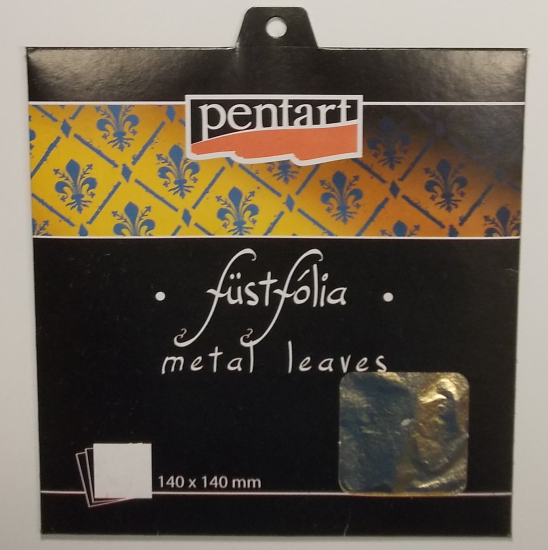 pentart
füstfólia
metal leaves
140 x 140 mm